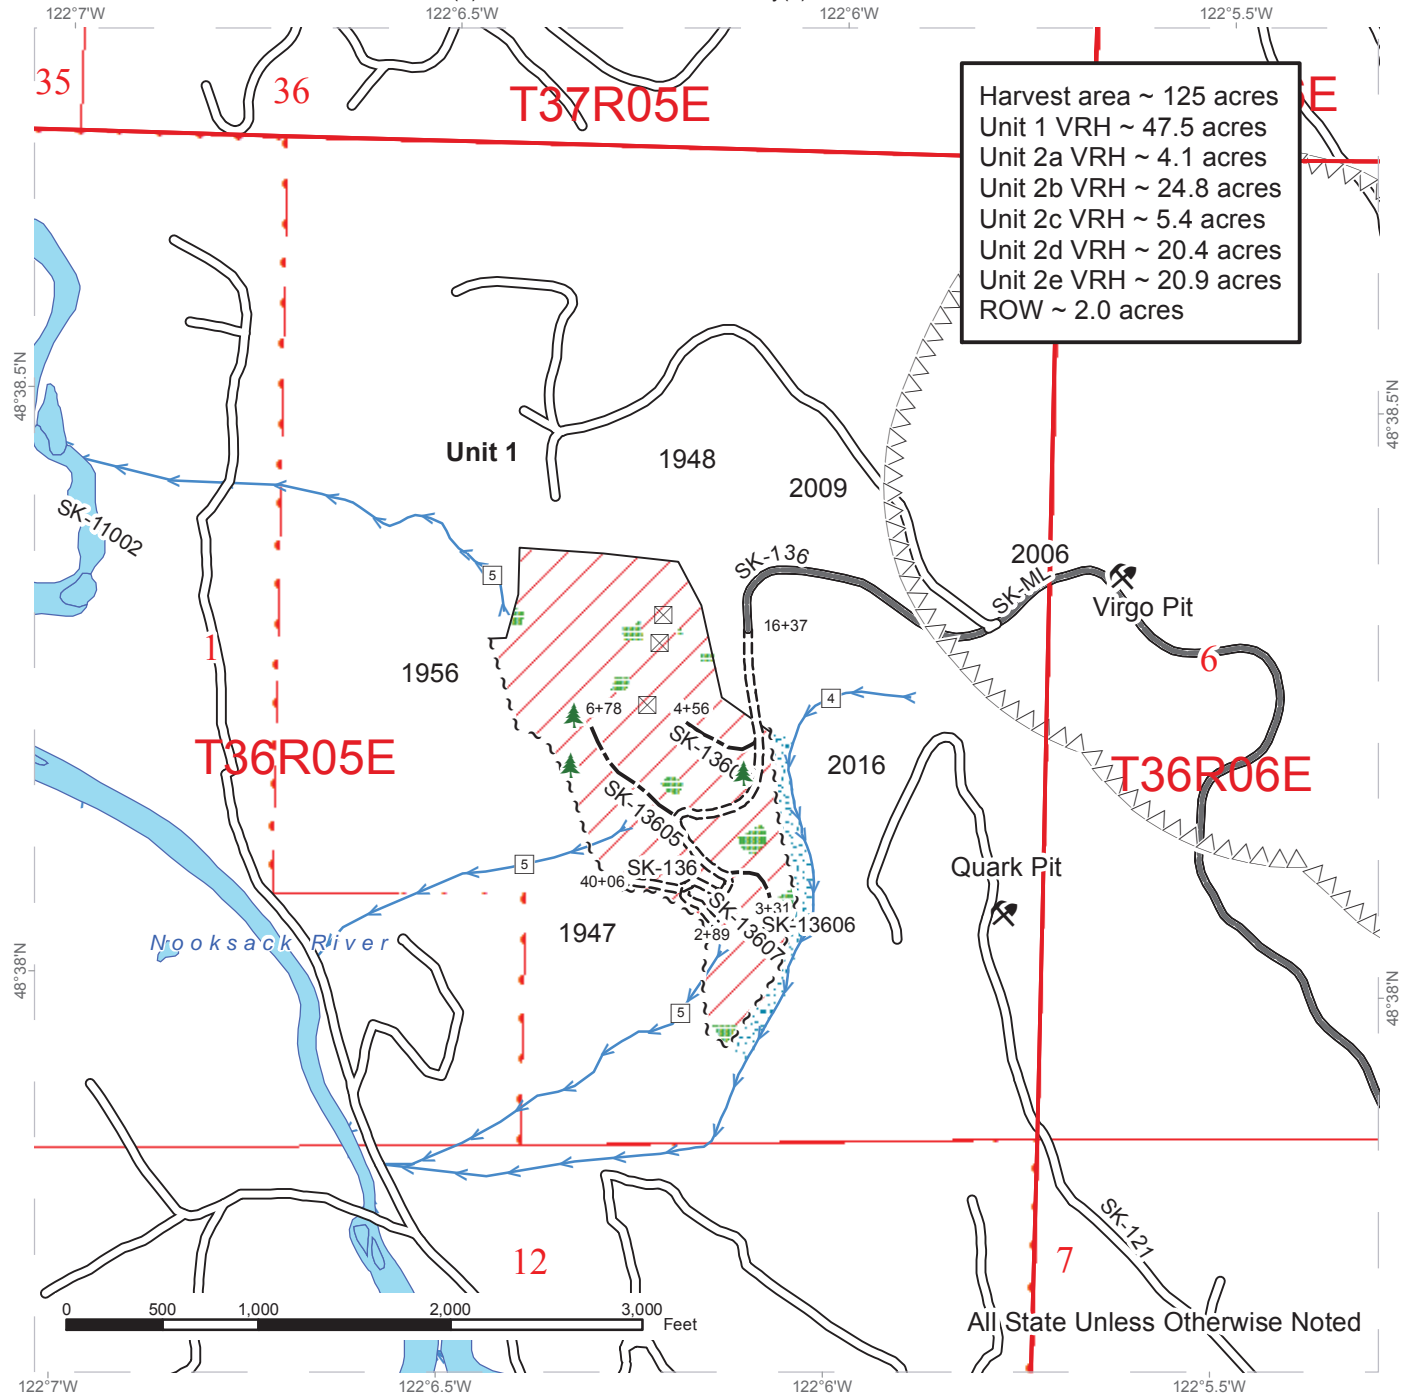 122°7'W
122°6.5'W
122°6'W
122°5.5'W
35
36
T37R05E
E
Harvest area ~ 125 acres
Unit 1 VRH ~ 47.5 acres
Unit 2a VRH ~ 4.1 acres
Unit 2b VRH ~ 24.8 acres
Unit 2c VRH ~ 5.4 acres
Unit 2d VRH ~ 20.4 acres
Unit 2e VRH ~ 20.9 acres
ROW ~ 2.0 acres
48°38.5'N
48°38.5'N
Unit 1
1948
2009
SK-11002
SK-136
2006
SK-ML
Virgo Pit
5
16+37
1
1956
6
4
6+78
4+56
SK-1360
T36R05E
2016
T36R06E
SK-13605
5
SK-136
Quark Pit
40+06
3+31
SK-13606
2+89
SK-13607
1947
Nooksack River
48°38'N
48°38'N
5
SK-121
12
7
0
500
1,000
2,000
3,000
Feet
All State Unless Otherwise Noted
122°7'W
122°6.5'W
122°6'W
122°5.5'W